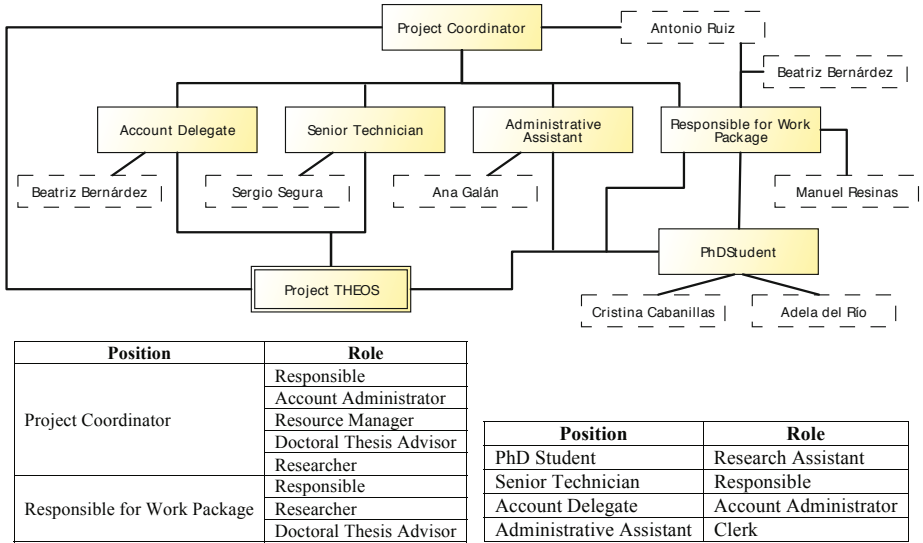 Project Coordinator
Antonio Ruiz
Beatriz Bernárdez
Account Delegate
Senior Technician
Administrative
Assistant
Responsible for Work
Package
Beatriz Bernárdez
Sergio Segura
Ana Galán
Manuel Resinas
PhDStudent
Project THEOS
Cristina Cabanillas
Adela del Río
Position Role
Project Coordinator
Responsible
Account Administrator
Resource Manager
Doctoral Thesis Advisor
Researcher
Responsible for Work Package
Responsible
Researcher
Doctoral Thesis Advisor
Position Role
PhD Student Research Assistant
Senior Technician Responsible
Account Delegate Account Administrator
Administrative Assistant Clerk